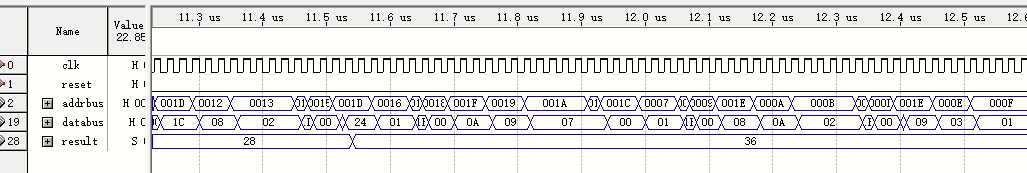 11.3 us 11.4 us 11.5 us 11.6 us 11.7 us 11.8 us 11.9 us 12.0 us 12.1 us 12.2 us 12.3 us 12.4 us 12.5 us 12.6
Name Value
22.85
0 clk H
1 reset H
2 addrbus H 00 001D 0012 0013 0015 001D 0016 0018 001F 0019 001A 001C 0007 0009 001E 000A 000B 001E 000E 000F
19 databus H 1C 08 02 00 24 01 00 0A 09 07 00 01 00 08 0A 02 00 09 03 01
28 result S 28 36